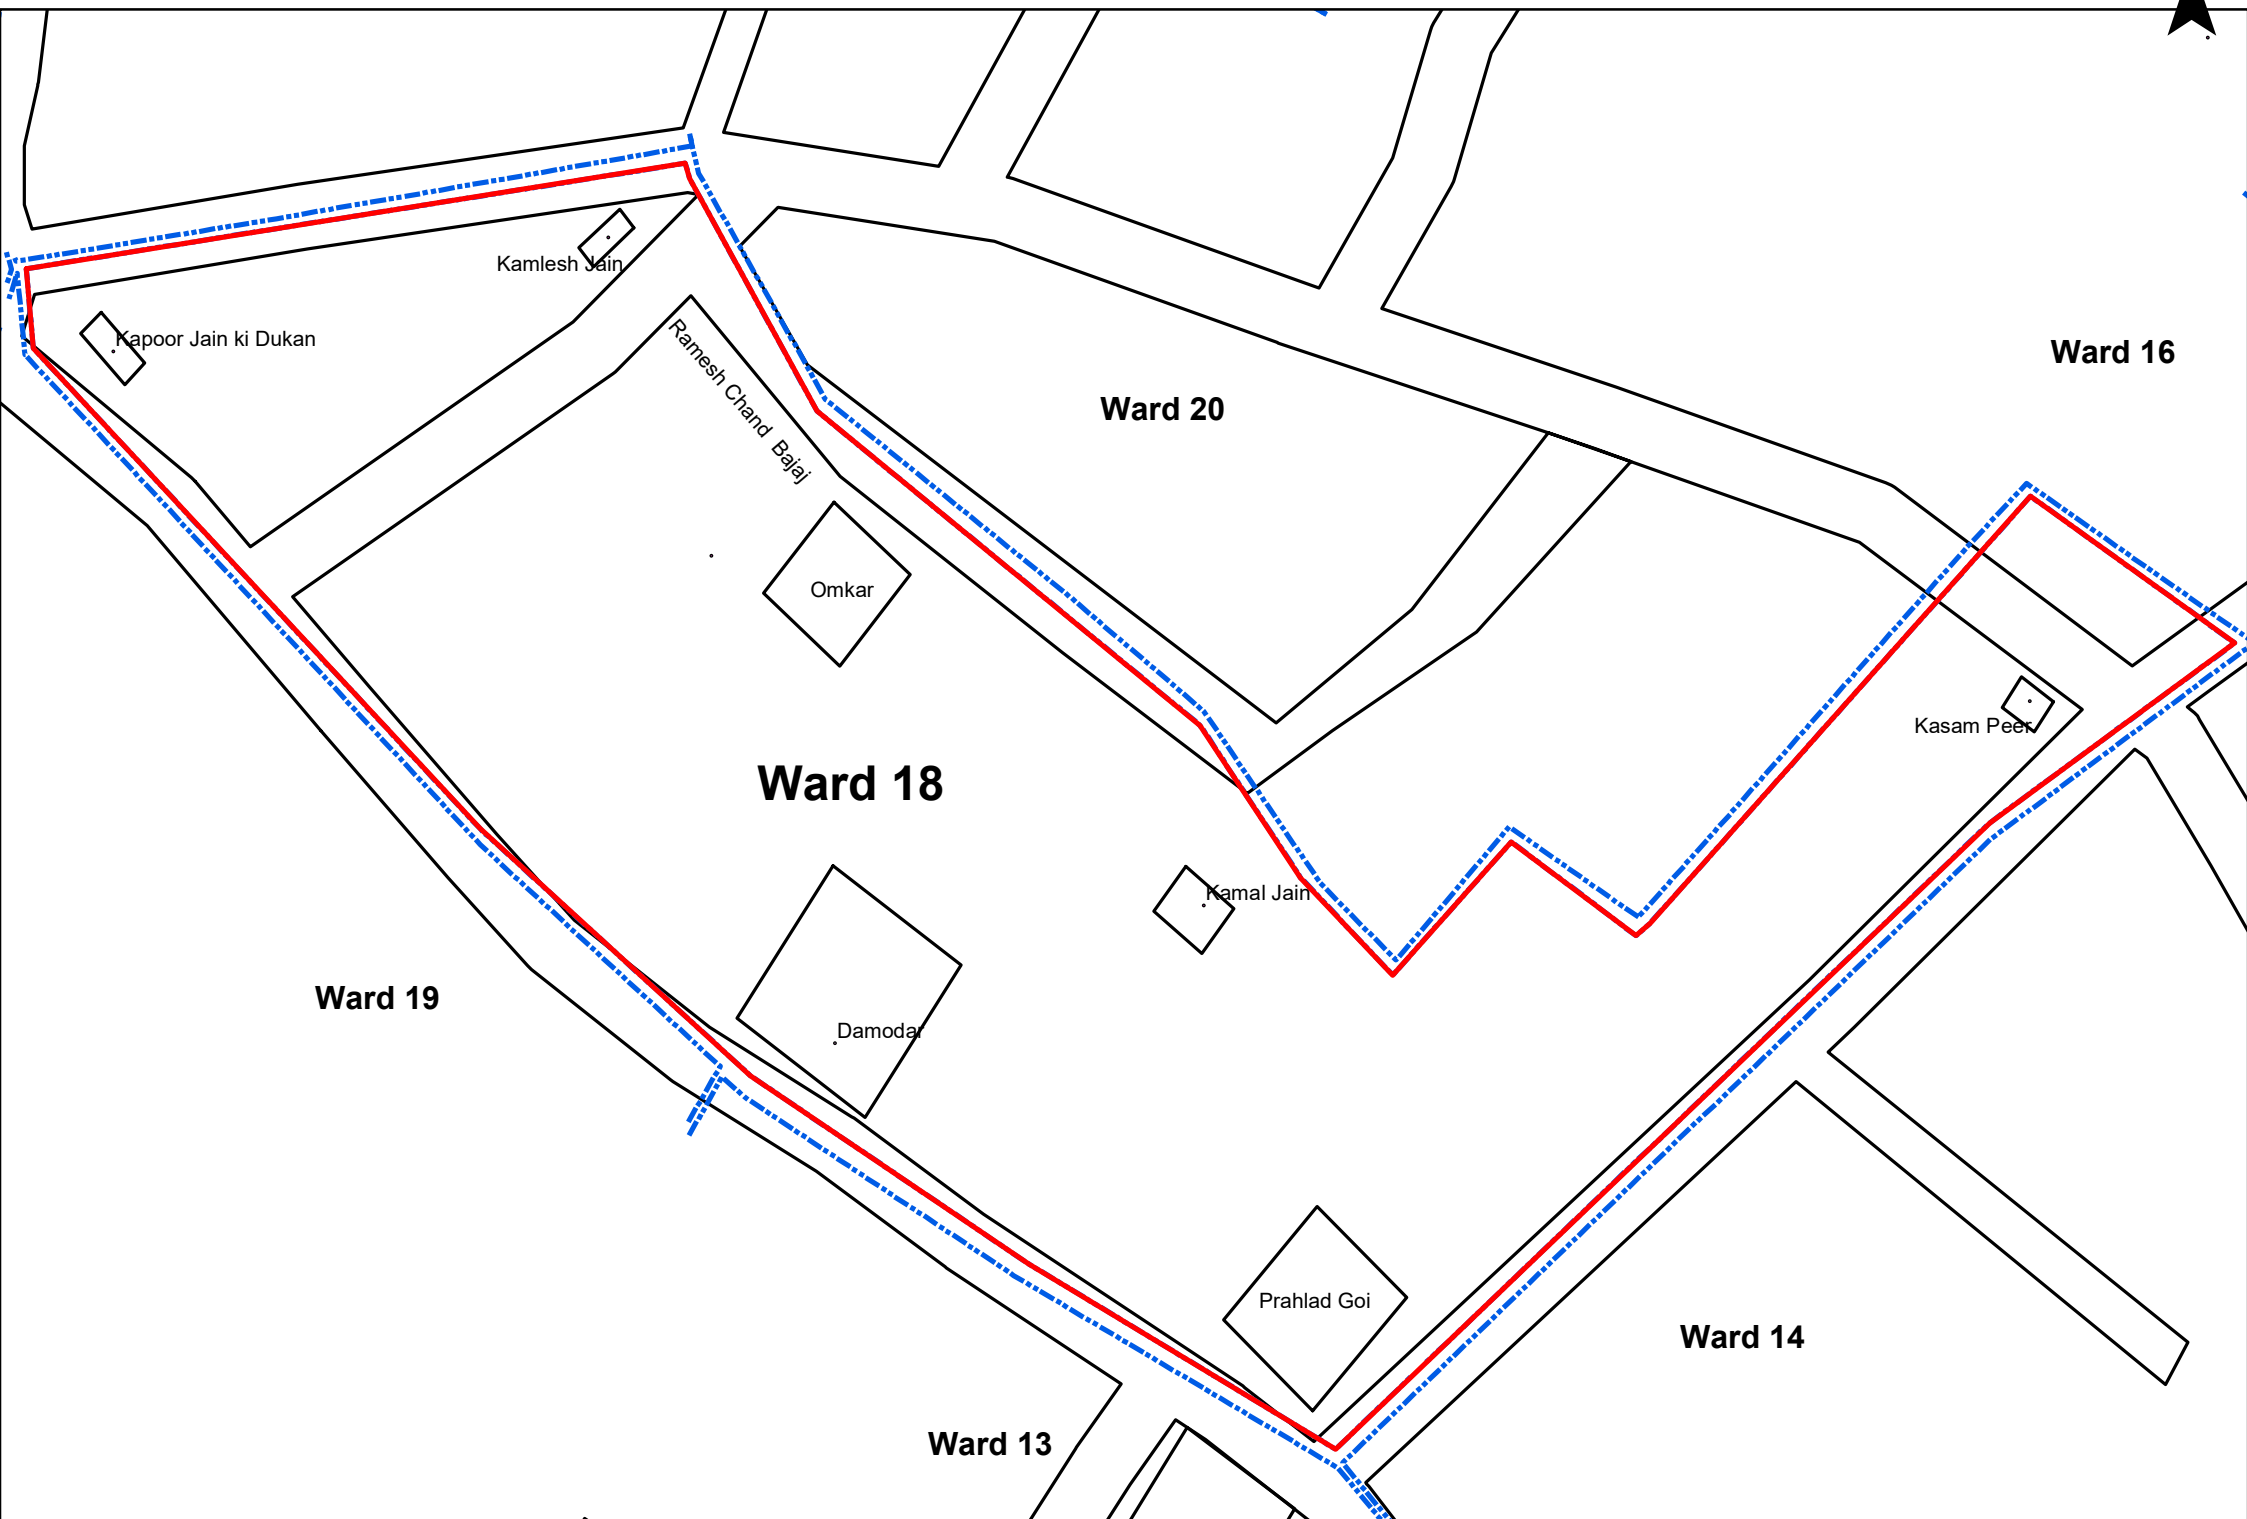 Kamlesh Jain
Kapoor Jain ki Dukan
Ramesh Chand Bajaj
Ward 16
Ward 20
Omkar
Kasam Peer
Ward 18
Kamal Jain
Ward 19
Damodar
Prahlad Goi
Ward 14
Ward 13